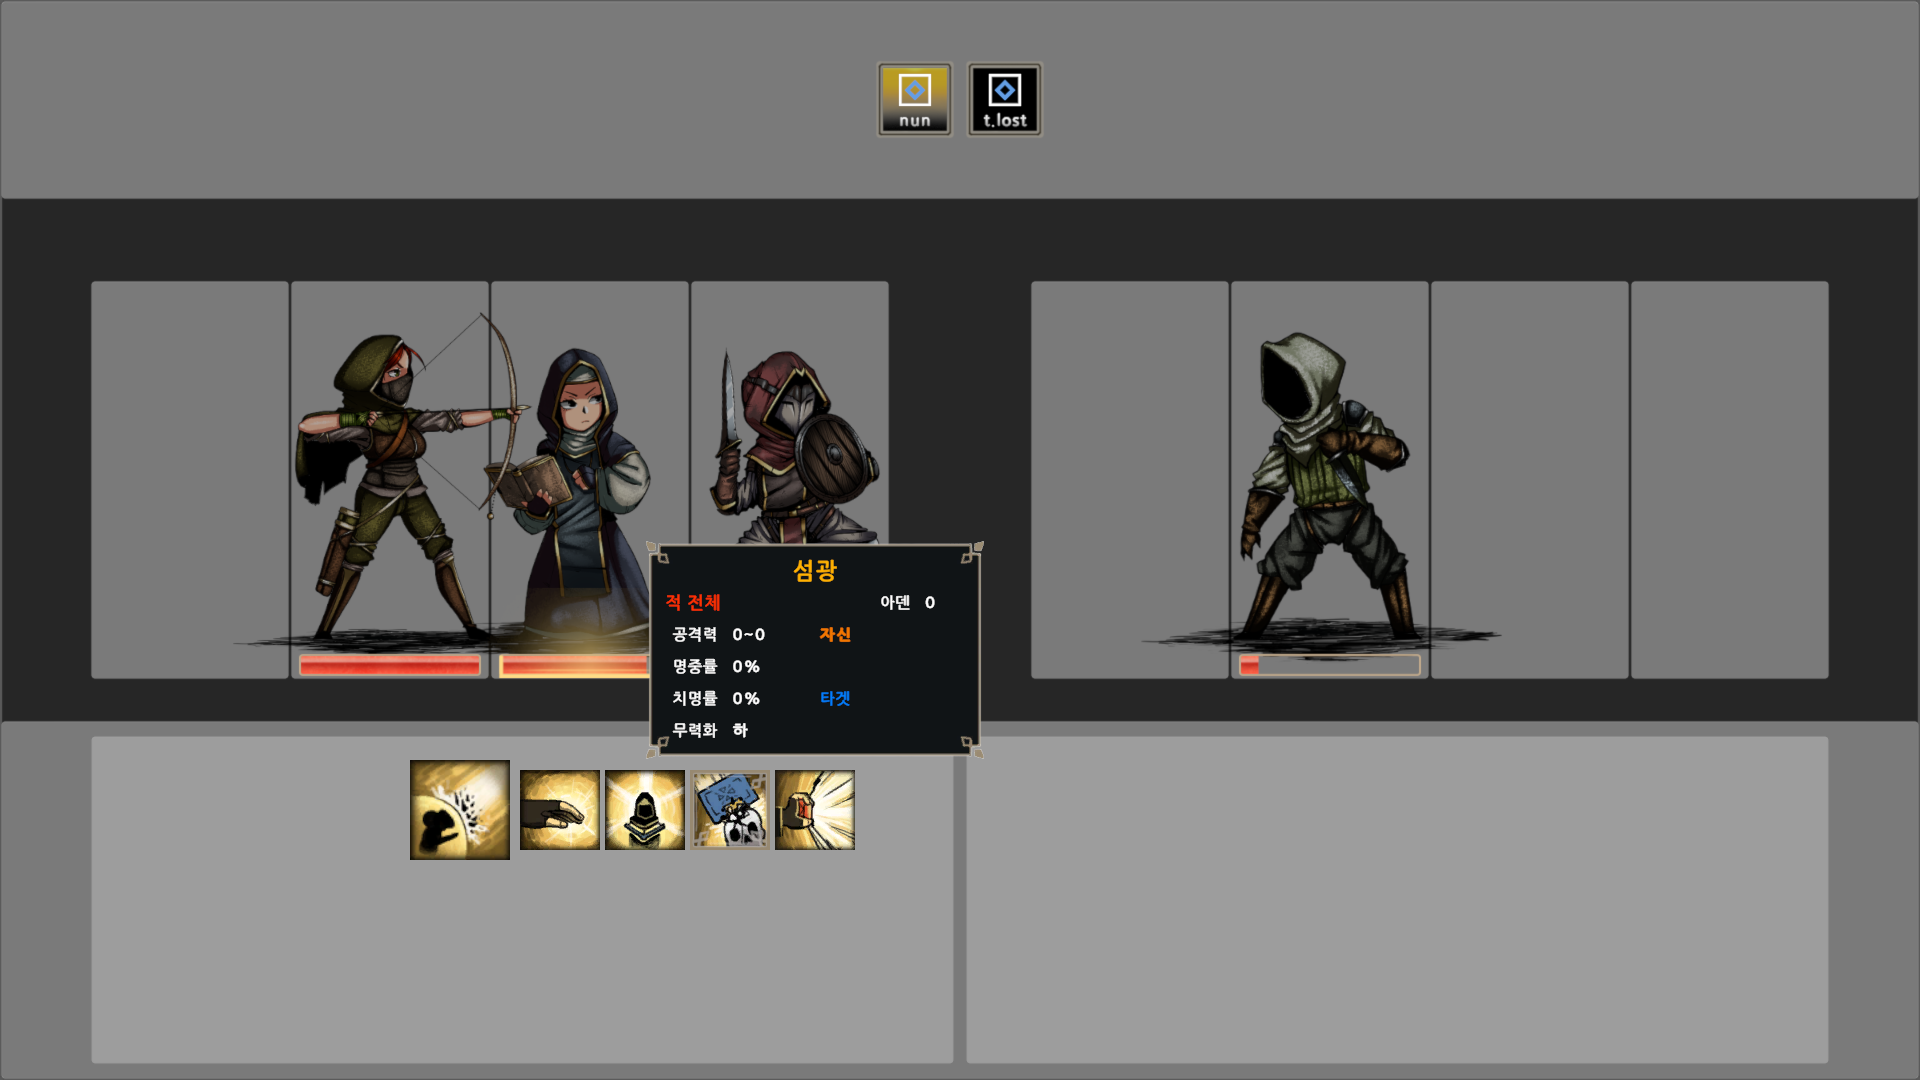 nun
t.lost
섬광
적 전체 아덴 0
공격력 0~0 자신
명중률 0%
치명률 0% 타겟
무력화 하